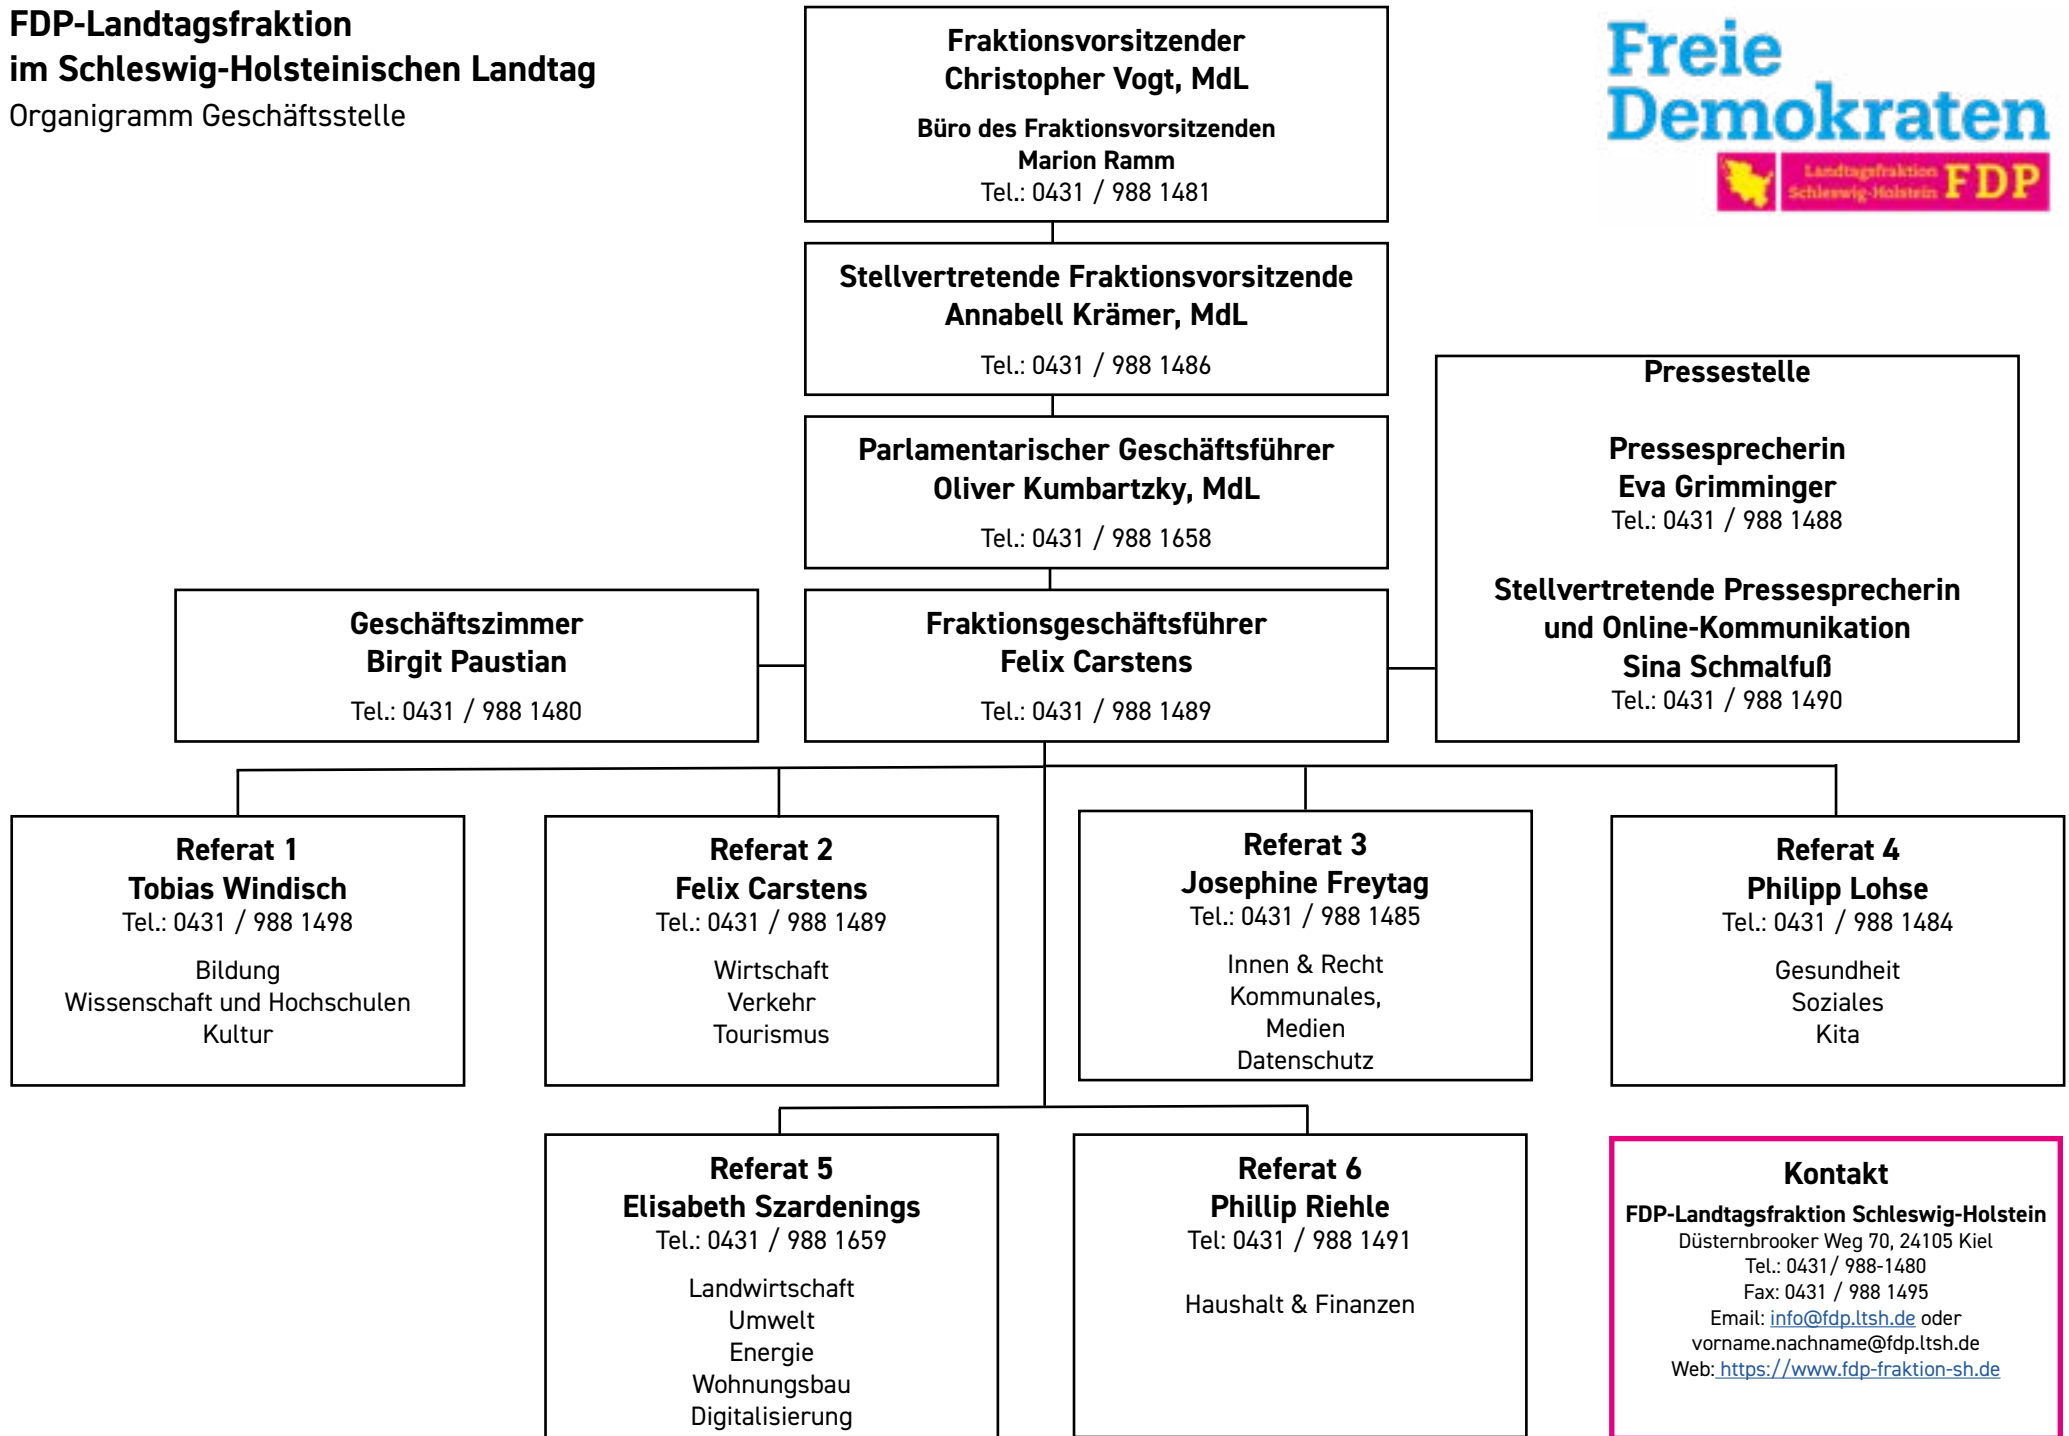 FDP-Landtagsfraktion
im Schleswig-Holsteinischen Landtag
Organigramm Geschäftsstelle
Fraktionsvorsitzender
Christopher Vogt, MdL
Büro des Fraktionsvorsitzenden
Marion Ramm
Tel.: 0431 / 988 1481
Freie
Demokraten
Landtagsfraktion
Schleswig-Holstein
FDP
Stellvertretende Fraktionsvorsitzende
Annabell Krämer, MdL
Tel.: 0431 / 988 1486
Parlamentarischer Geschäftsführer
Oliver Kumbartzky, MdL
Tel.: 0431 / 988 1658
Pressestelle
Pressesprecherin
Eva Grimminger
Tel.: 0431 / 988 1488
Stellvertretende Pressesprecherin
und Online-Kommunikation
Sina Schmalfuß
Tel.: 0431 / 988 1490
Geschäftszimmer
Birgit Paustian
Tel.: 0431 / 988 1480
Fraktionsgeschäftsführer
Felix Carstens
Tel.: 0431 / 988 1489
Referat 1
Tobias Windisch
Tel.: 0431 / 988 1498
Bildung
Wissenschaft und Hochschulen
Kultur
Referat 2
Felix Carstens
Tel.: 0431 / 988 1489
Wirtschaft
Verkehr
Tourismus
Referat 3
Josephine Freytag
Tel.: 0431 / 988 1485
Innen & Recht
Kommunales,
Medien
Datenschutz
Referat 4
Philipp Lohse
Tel.: 0431 / 988 1484
Gesundheit
Soziales
Kita
Referat 5
Elisabeth Szardenings
Tel.: 0431 / 988 1659
Landwirtschaft
Umwelt
Energie
Wohnungsbau
Digitalisierung
Referat 6
Phillip Riehle
Tel: 0431 / 988 1491
Haushalt & Finanzen
Kontakt
FDP-Landtagsfraktion Schleswig-Holstein
Düsternbrooker Weg 70, 24105 Kiel
Tel.: 0431/ 988-1480
Fax: 0431 / 988 1495
Email: info@fdp.ltsh.de oder
vorname.nachname@fdp.ltsh.de
Web: https://www.fdp-fraktion-sh.de